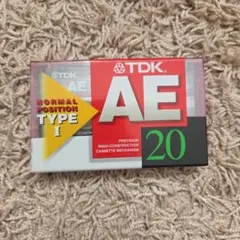 TDK
AE
NORMAL
POSITION
TYPE
I
TDK
AE
PRECISION
HIGH-CONSTRUCTION
CASSETTE MECHANISM
20